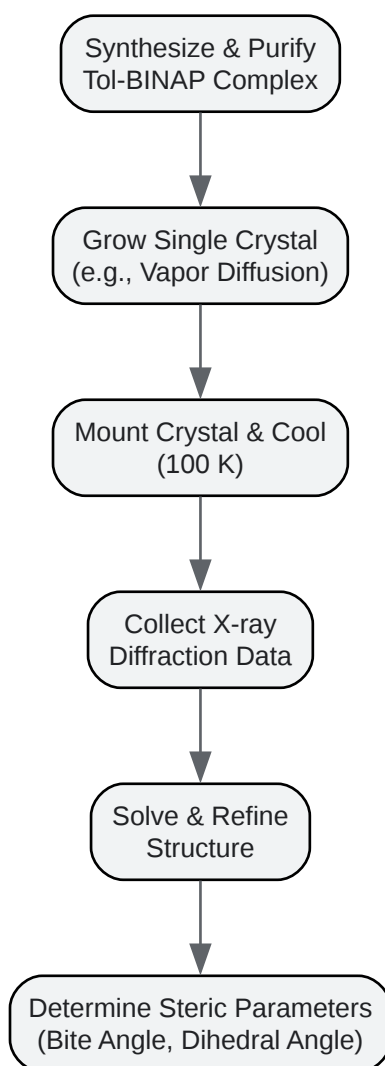 Synthesize & Purify
Tol-BINAP Complex
Grow Single Crystal
(e.g., Vapor Diffusion)
Mount Crystal & Cool
(100 K)
Collect X-ray
Diffraction Data
Solve & Refine
Structure
Determine Steric Parameters
(Bite Angle, Dihedral Angle)